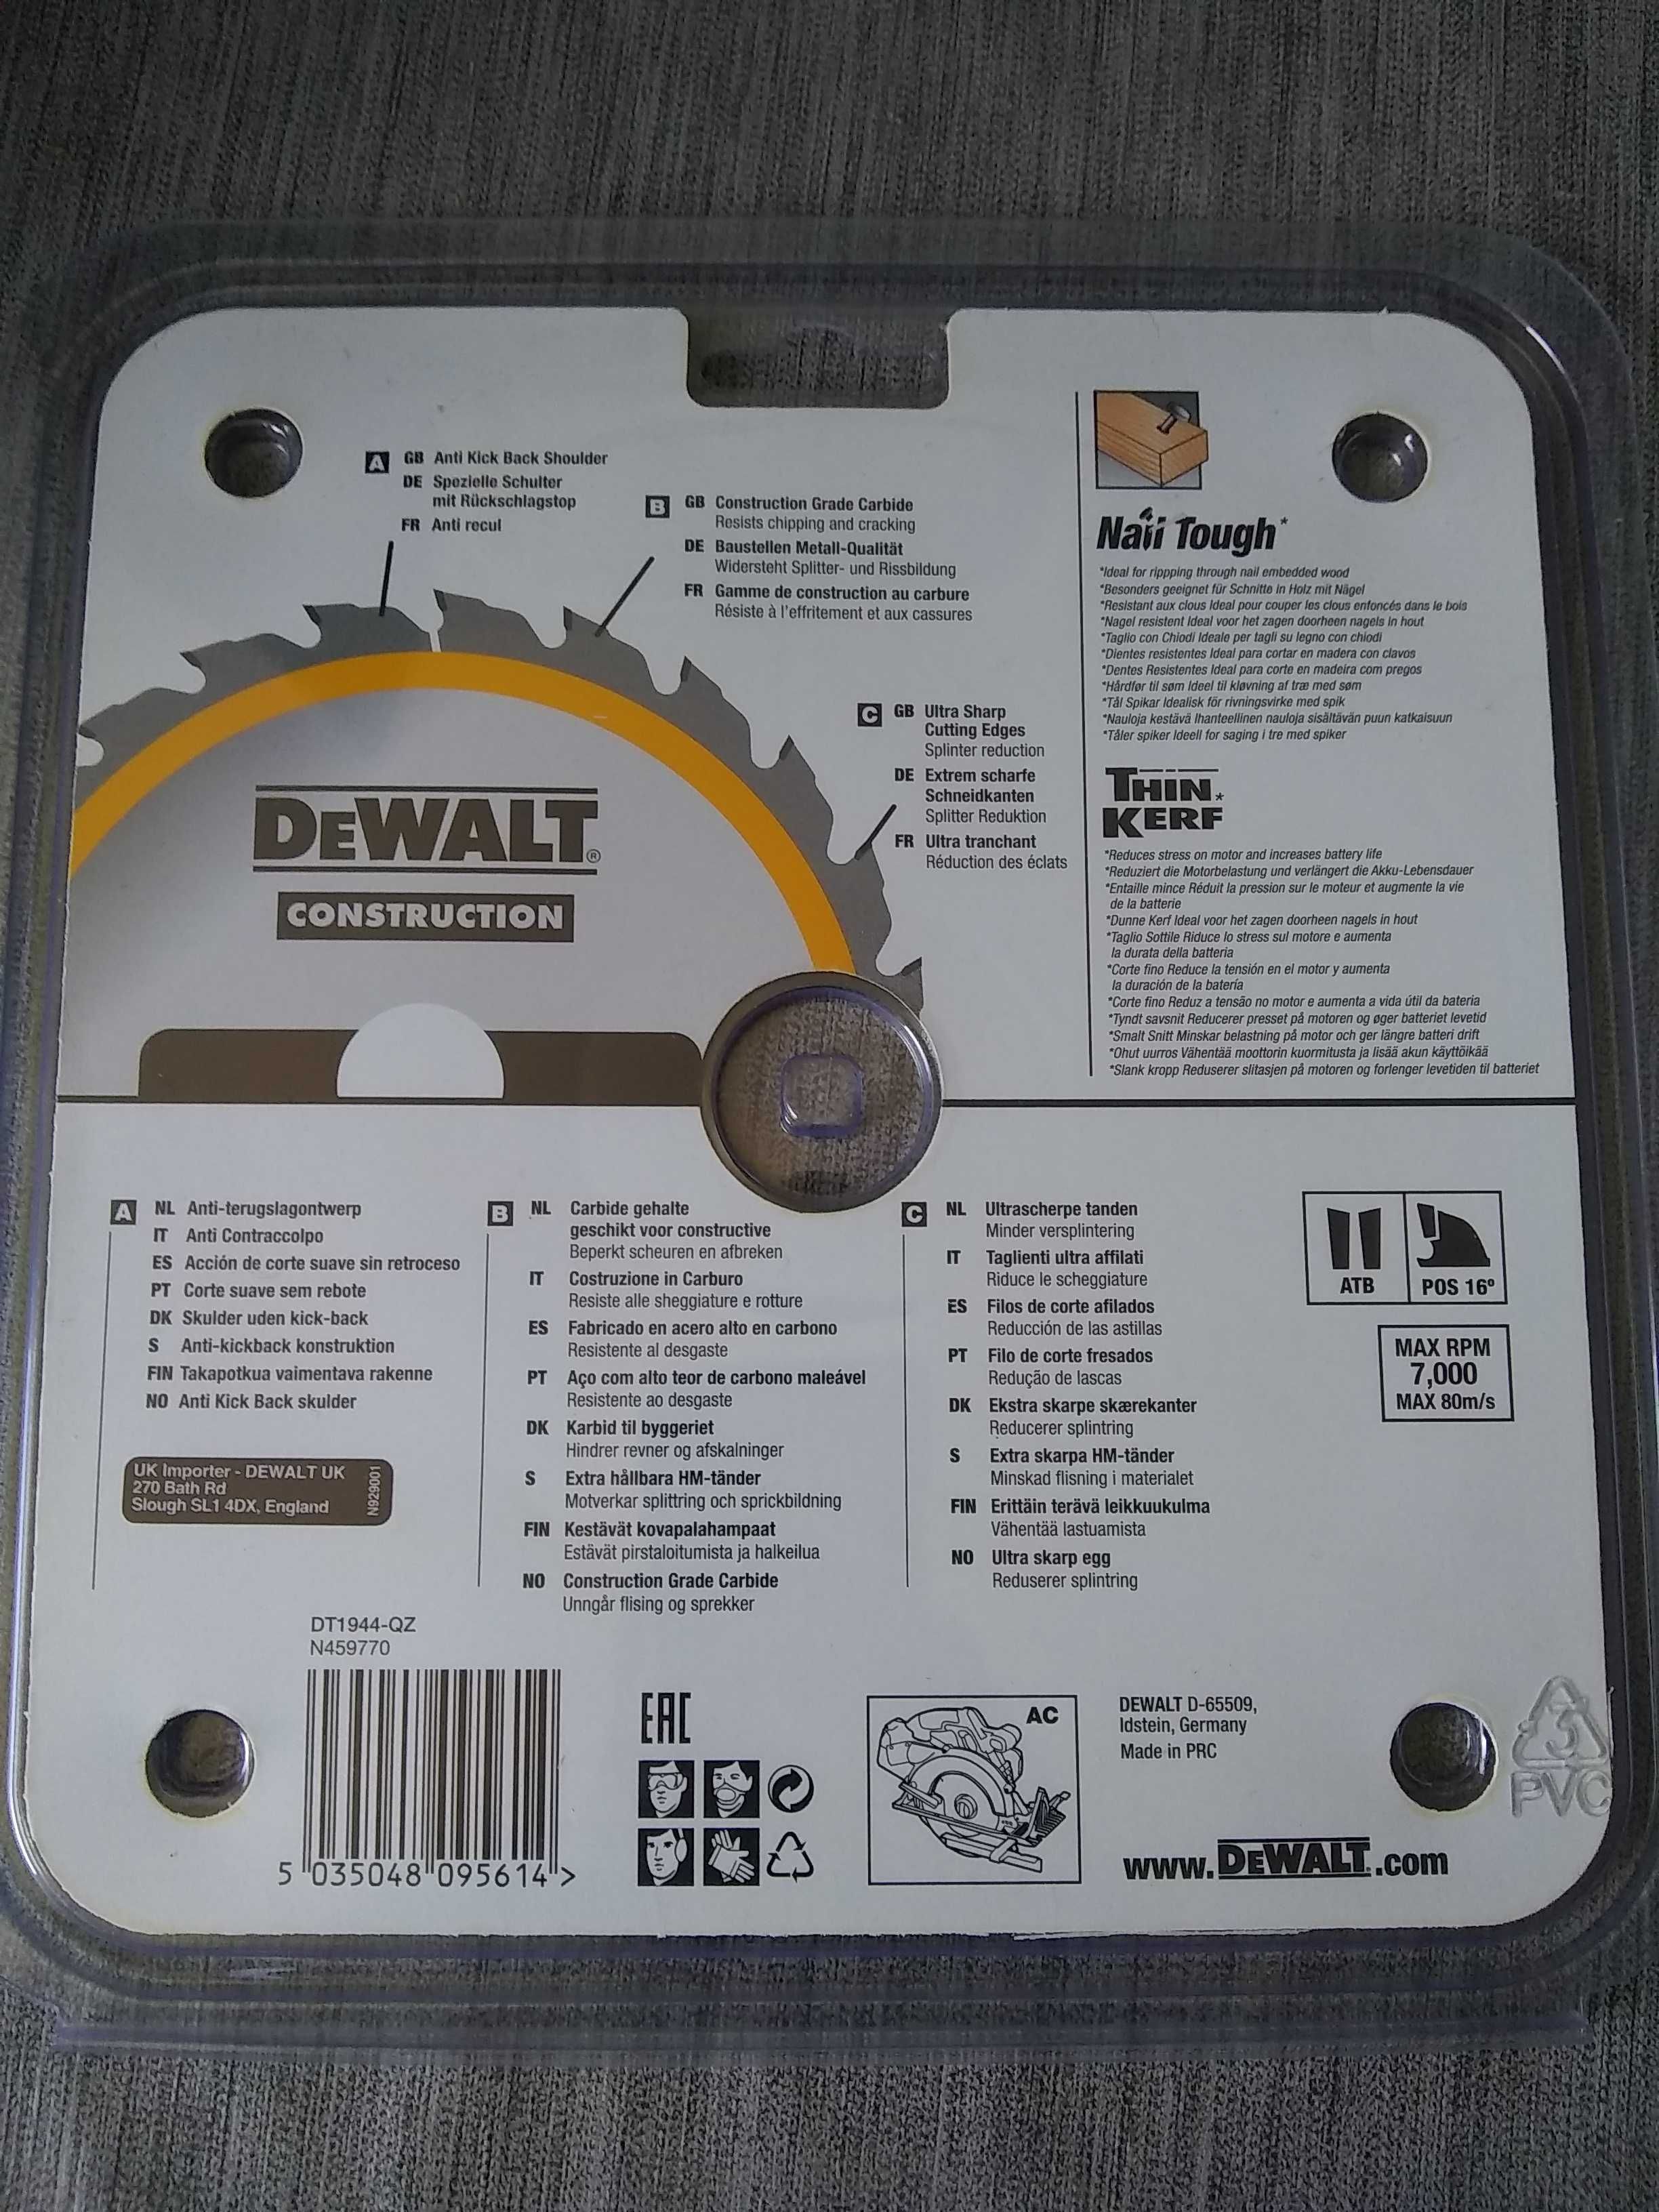 A GB Anti Kick Back Shoulder
DE Spezielle Schulter
mit Rückschlagstop
FR Anti recul
B GB Construction Grade Carbide
Resists chipping and cracking
DE Baustellen Metall-Qualität
Widersteht Splitter- und Rissbildung
FR Gamme de construction au carbure
Résiste à l'effritement et aux cassures
C GB Ultra Sharp
Cutting Edges
Splinter reduction
DE Extrem scharfe
Schneidkanten
Splitter Reduktion
FR Ultra tranchant
Réduction des éclats
DEWALT®
CONSTRUCTION
Nail Tough*
*Ideal for rippping through nail embedded wood
*Besonders geeignet für Schnitte in Holz mit Nägel
*Resistant aux clous Ideal pour couper les clous enfoncés dans le bois
*Nagel resistent Ideal voor het zagen doorheen nagels in hout
*Taglio con Chiodi Ideale per tagli su legno con chiodi
*Dientes resistentes Ideal para cortar en madera con clavos
*Dentes Resistentes Ideal para corte en madeira com pregos
*Hårdfør til søm Ideel til kløvning af træ med søm
*Tål Spikar Idealisk för rivningsvirke med spik
*Nauloja kestävä Ihanteellinen nauloja sisältävän puun katkaisuun
*Tåler spiker Ideell for saging i tre med spiker
THIN*
KERF
*Reduces stress on motor and increases battery life
*Reduziert die Motorbelastung und verlängert die Akku-Lebensdauer
*Entaille mince Réduit la pression sur le moteur et augmente la vie
de la batterie
*Dunne Kerf Ideal voor het zagen doorheen nagels in hout
*Taglio Sottile Riduce lo stress sul motore e aumenta
la durata della batteria
*Corte fino Reduce la tensión en el motor y aumenta
la duración de la batería
*Corte fino Reduz a tensão no motor e aumenta a vida útil da bateria
*Tyndt savsnit Reducerer presset på motoren og øger batteriet levetid
*Smalt Snitt Minskar belastning på motor och ger längre batteri drift
*Ohut uurros Vähentää moottorin kuormitusta ja lisää akun käyttöikää
*Slank kropp Reduserer slitasjen på motoren og forlenger levetiden til batteriet
A NL Anti-terugslagontwerp
IT Anti Contraccolpo
ES Acción de corte suave sin retroceso
PT Corte suave sem rebote
DK Skulder uden kick-back
S Anti-kickback konstruktion
FIN Takapotkua vaimentava rakenne
NO Anti Kick Back skulder
B NL Carbide gehalte
geschikt voor constructive
Beperkt scheuren en afbreken
IT Costruzione in Carburo
Resiste alle sheggiature e rotture
ES Fabricado en acero alto en carbono
Resistente al desgaste
PT Aço com alto teor de carbono maleável
Resistente ao desgaste
DK Karbid til byggeriet
Hindrer revner og afskalninger
S Extra hållbara HM-tänder
Motverkar splittring och sprickbildning
FIN Kestävät kovapalahampaat
Estävät pirstaloitumista ja halkeilua
NO Construction Grade Carbide
Unngår flising og sprekker
C NL Ultrascherpe tanden
Minder versplintering
IT Taglienti ultra affilati
Riduce le scheggiature
ES Filos de corte afilados
Reducción de las astillas
PT Filo de corte fresados
Redução de lascas
DK Ekstra skarpe skærekanter
Reducerer splintring
S Extra skarpa HM-tänder
Minskad flisning i materialet
FIN Erittäin terävä leikkuukulma
Vähentää lastuamista
NO Ultra skarp egg
Reduserer splintring
ATB POS 16º
MAX RPM
7,000
MAX 80m/s
UK Importer - DEWALT UK
270 Bath Rd
Slough SL1 4DX, England
N929001
DT1944-QZ
N459770
5 035048 095614 >
EAC
AC
DEWALT D-65509,
Idstein, Germany
Made in PRC
www.DEWALT.com
3
PVC